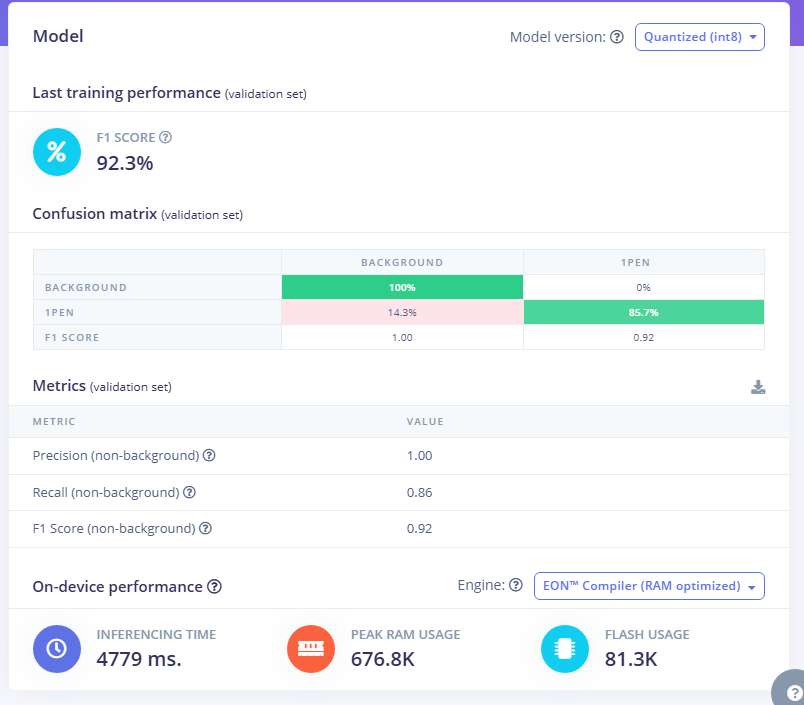 Model
Model version: Quantized (int8)
Last training performance (validation set)
%
F1 SCORE
92.3%
Confusion matrix (validation set)
BACKGROUND 1PEN
BACKGROUND 100% 0%
1PEN 14.3% 85.7%
F1 SCORE 1.00 0.92
Metrics (validation set)
METRIC VALUE
Precision (non-background) 1.00
Recall (non-background) 0.86
F1 Score (non-background) 0.92
On-device performance Engine: EON™ Compiler (RAM optimized)
INFERENCING TIME PEAK RAM USAGE FLASH USAGE
4779 ms. 676.8K 81.3K